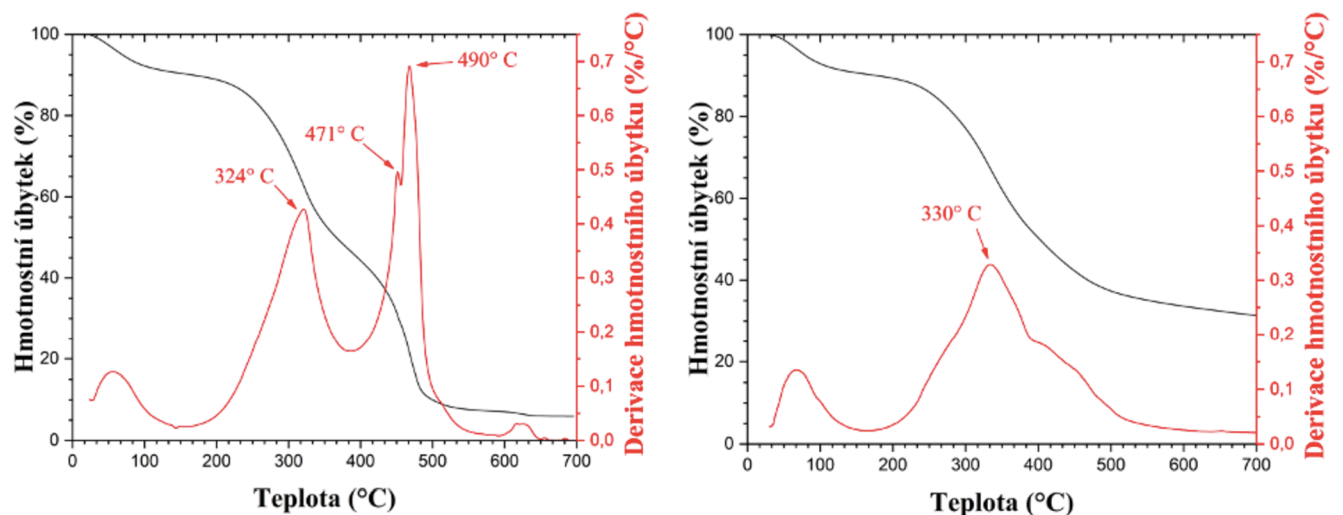 Hmotnostní úbytek (%)
100
80
60
40
20
0
324° C
471° C
490° C
0,7
0,6
0,5
0,4
0,3
0,2
0,1
0,0
Derivace hmotnostního úbytku (%/°C)
0 100 200 300 400 500 600 700
Teplota (°C)
Hmotnostní úbytek (%)
100
80
60
40
20
0
330° C
0,7
0,6
0,5
0,4
0,3
0,2
0,1
0,0
Derivace hmotnostního úbytku (%/°C)
0 100 200 300 400 500 600 700
Teplota (°C)